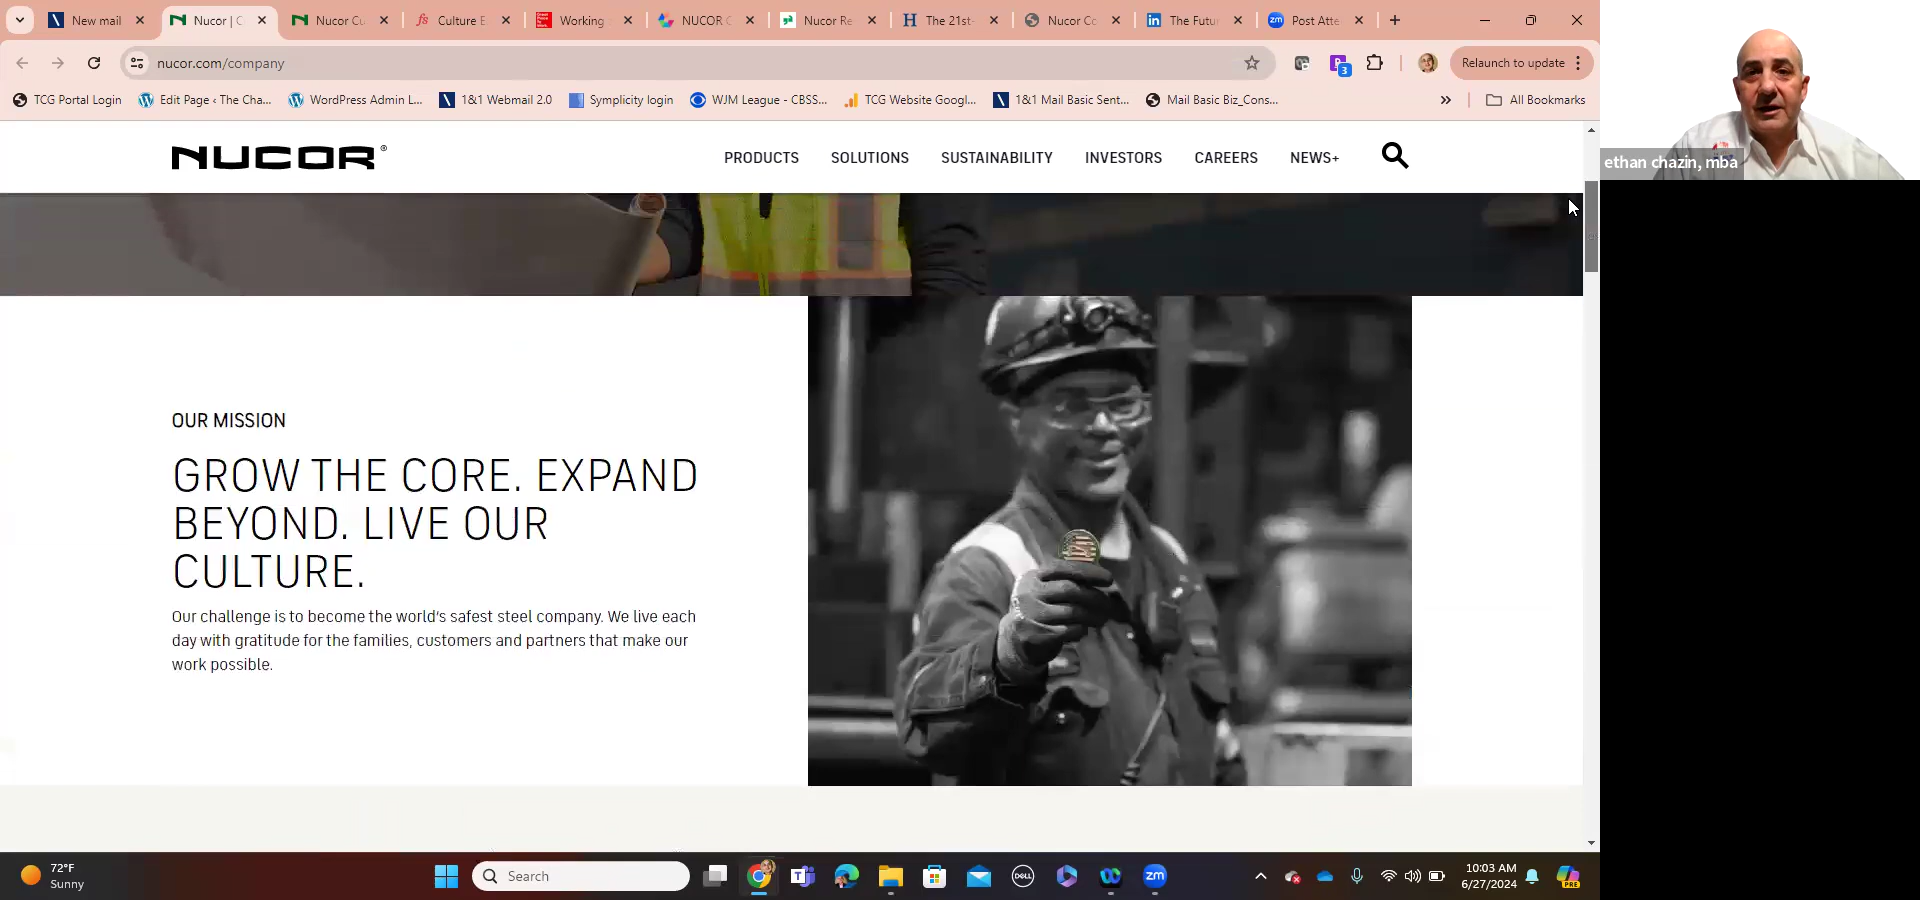 New mail
Nucor | C
Nucor Cu
Culture E
Working
NUCOR C
Nucor Re
The 21st-
Nucor Co
The Futu
zm Post Atte
nucor.com/company
3
Relaunch to update
TCG Portal Login
Edit Page ‹ The Cha...
WordPress Admin L...
1&1 Webmail 2.0
Symplicity login
WJM League - CBSS...
TCG Website Googl...
1&1 Mail Basic Sent...
Mail Basic Biz_Cons...
All Bookmarks
NUCOR®
PRODUCTS
SOLUTIONS
SUSTAINABILITY
INVESTORS
CAREERS
NEWS+
ethan chazin, mba
OUR MISSION
GROW THE CORE. EXPAND
BEYOND. LIVE OUR
CULTURE.
Our challenge is to become the world's safest steel company. We live each
day with gratitude for the families, customers and partners that make our
work possible.
72°F
Sunny
Search
DELL
zm
10:03 AM
6/27/2024
PRE